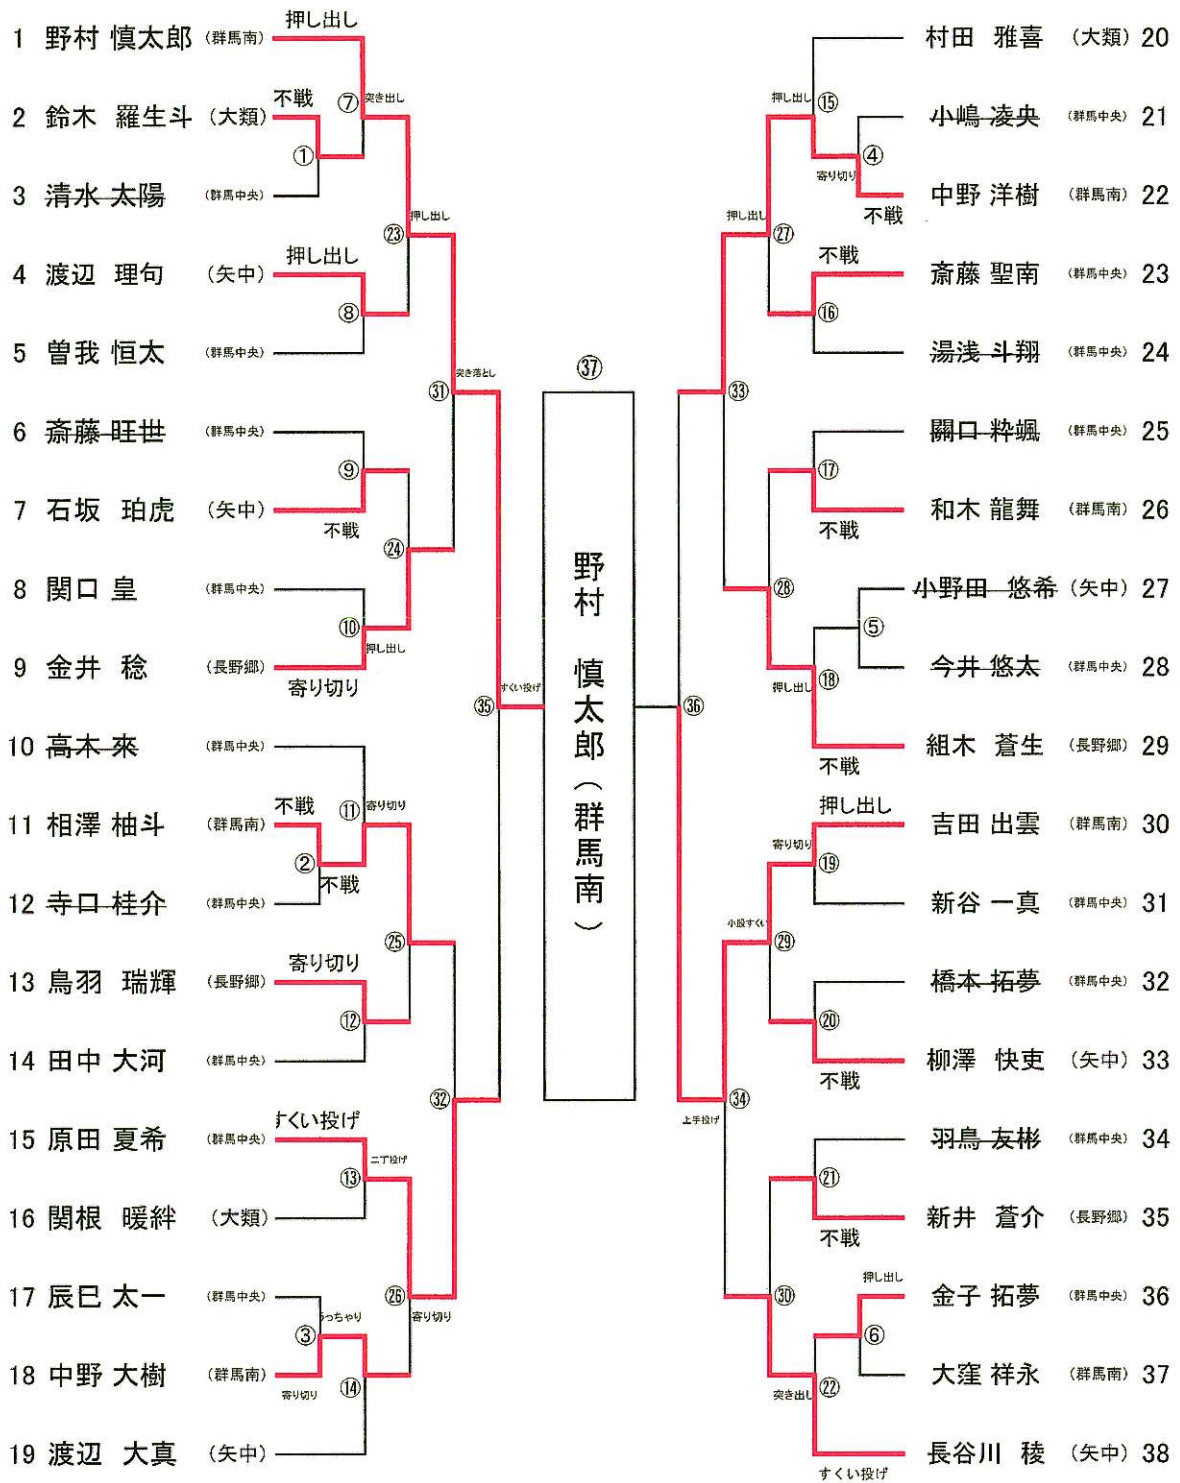 押し出し
1 野村 慎太郎 (群馬南)
不戦 ⑦ 突き出し
2 鈴木 羅生斗 (大類)
①
3 清水 太陽 (群馬中央)
㉓ 押し出し
押し出し
4 渡辺 理句 (矢中)
⑧
5 曽我 恒太 (群馬中央)
㉛ 突き落とし
6 斎藤 旺世 (群馬中央)
⑨
7 石坂 珀虎 (矢中)
不戦
㉔
8 関口 皇 (群馬中央)
⑩ 押し出し
9 金井 稔 (長野郷)
寄り切り
㉟ すくい投げ
10 高木 來 (群馬中央)
不戦 ⑪ 寄り切り
11 相澤 柚斗 (群馬南)
② 不戦
12 寺口 桂介 (群馬中央)
㉕
寄り切り
13 鳥羽 瑞輝 (長野郷)
⑫
14 田中 大河 (群馬中央)
㉜
すくい投げ
15 原田 夏希 (群馬中央)
二丁投げ
⑬
16 関根 暖絆 (大類)
17 辰巳 太一 (群馬中央)
㉖ 寄り切り
③ うっちゃり
18 中野 大樹 (群馬南)
寄り切り ⑭
19 渡辺 大真 (矢中)
㊲
野村 慎太郎(群馬南)
村田 雅喜 (大類) 20
押し出し ⑮
小嶋 凌央 (群馬中央) 21
④
寄り切り
中野 洋樹 (群馬南) 22
不戦
押し出し ㉗
不戦
斎藤 聖南 (群馬中央) 23
⑯
湯浅 斗翔 (群馬中央) 24
㉝
關口 粋颯 (群馬中央) 25
⑰
和木 龍舞 (群馬南) 26
不戦
㉘
小野田 悠希 (矢中) 27
⑤
今井 悠太 (群馬中央) 28
押し出し ⑱
組木 蒼生 (長野郷) 29
不戦
㊱
押し出し
吉田 出雲 (群馬南) 30
寄り切り ⑲
新谷 一真 (群馬中央) 31
小股すくい ㉙
橋本 拓夢 (群馬中央) 32
⑳
柳澤 快吏 (矢中) 33
不戦
上手投げ ㉞
羽鳥 友彬 (群馬中央) 34
㉑
新井 蒼介 (長野郷) 35
不戦
㉚
押し出し
金子 拓夢 (群馬中央) 36
⑥
大窪 祥永 (群馬南) 37
突き出し ㉒
長谷川 稜 (矢中) 38
すくい投げ